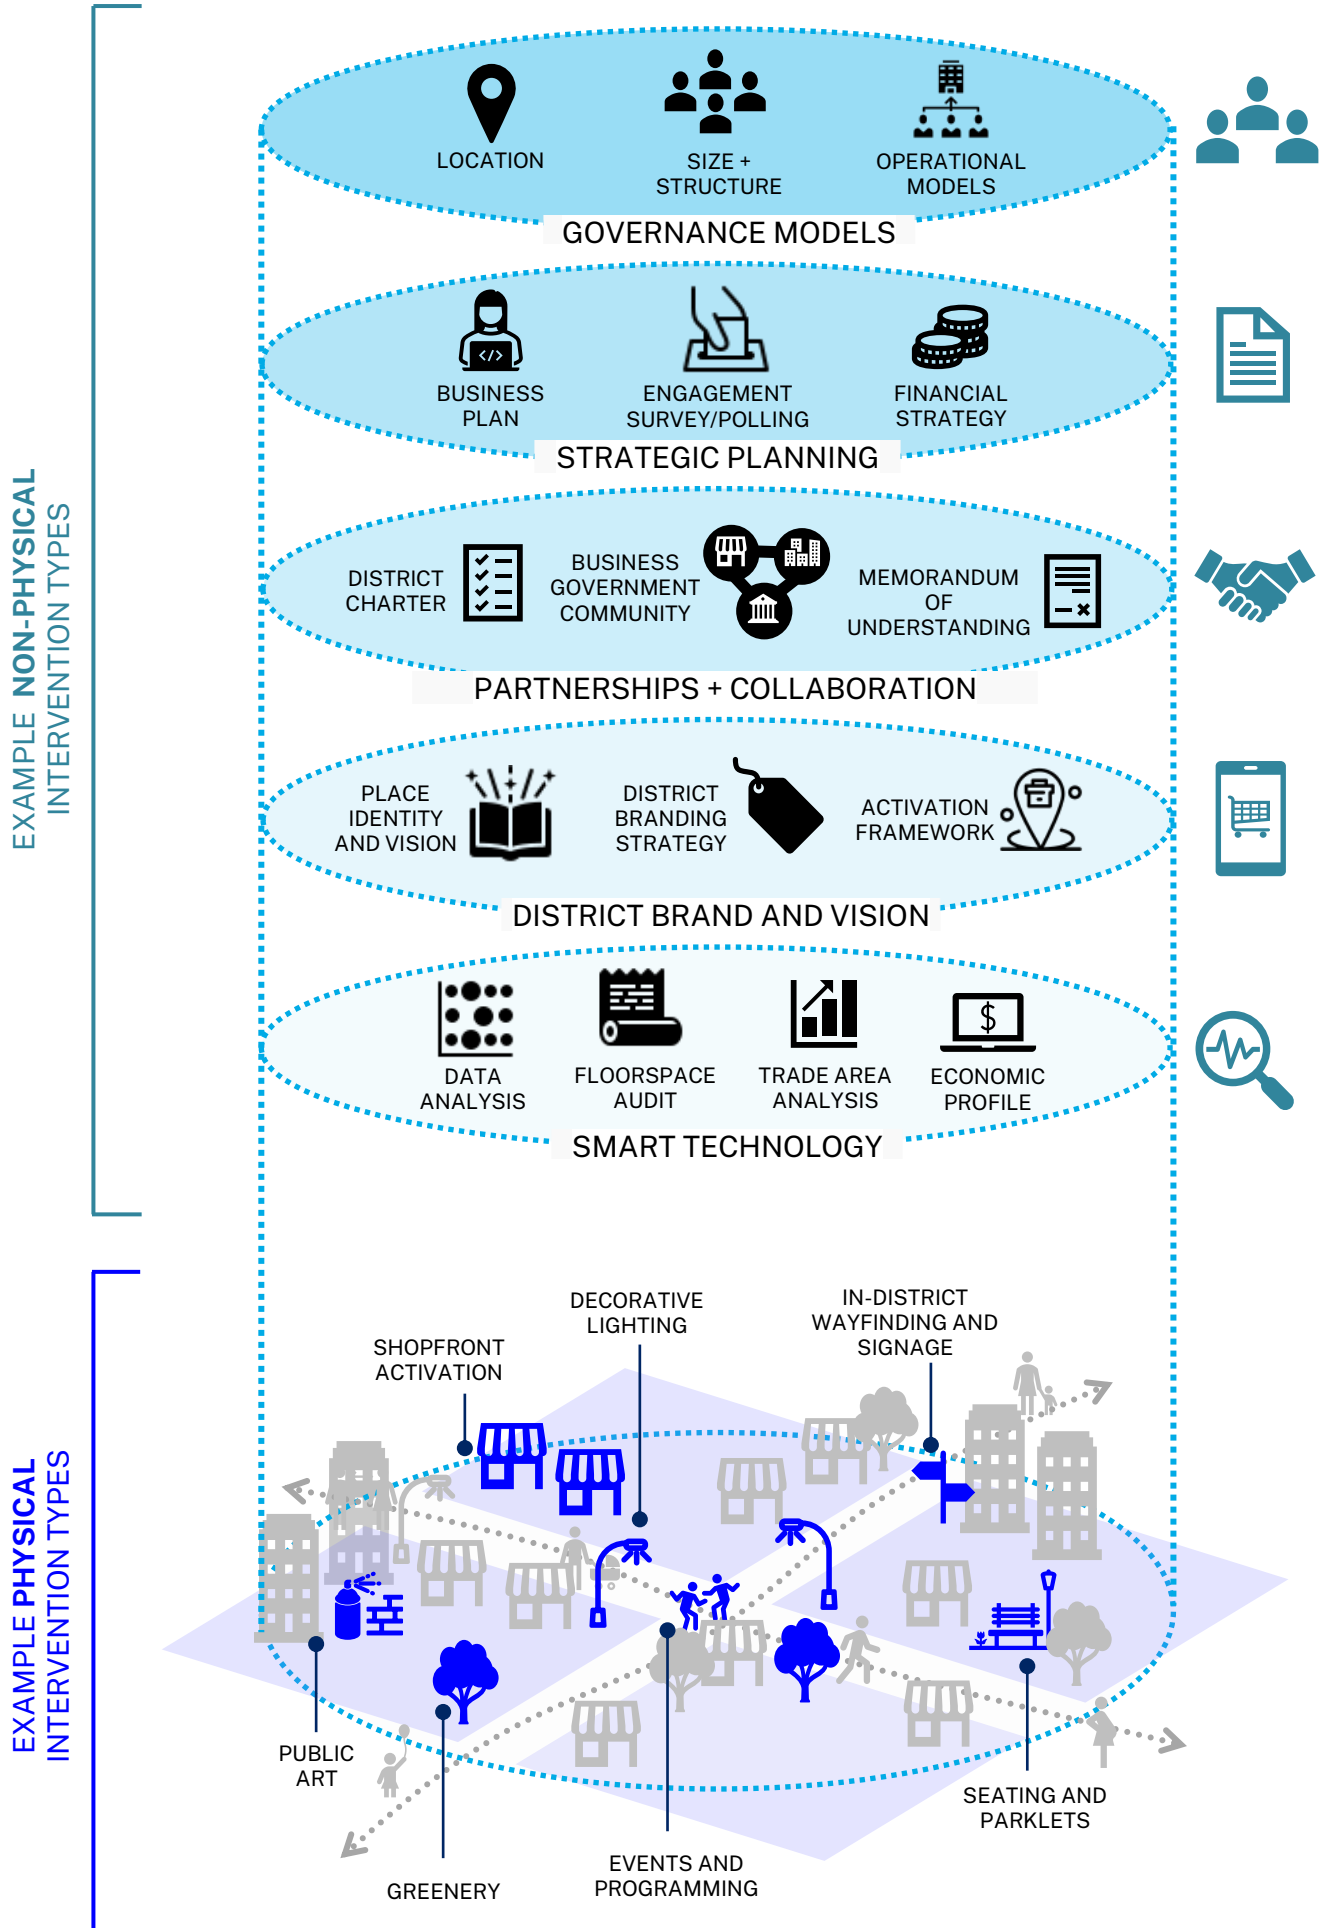 LOCATION
SIZE +
STRUCTURE
OPERATIONAL
MODELS
GOVERNANCE MODELS
BUSINESS
PLAN
ENGAGEMENT
SURVEY/POLLING
FINANCIAL
STRATEGY
STRATEGIC PLANNING
EXAMPLE NON-PHYSICAL
INTERVENTION TYPES
DISTRICT
CHARTER
BUSINESS
GOVERNMENT
COMMUNITY
MEMORANDUM
OF
UNDERSTANDING
PARTNERSHIPS + COLLABORATION
PLACE
IDENTITY
AND VISION
DISTRICT
BRANDING
STRATEGY
ACTIVATION
FRAMEWORK
DISTRICT BRAND AND VISION
$
DATA
ANALYSIS
FLOORSPACE
AUDIT
TRADE AREA
ANALYSIS
ECONOMIC
PROFILE
SMART TECHNOLOGY
EXAMPLE PHYSICAL
INTERVENTION TYPES
SHOPFRONT
ACTIVATION
DECORATIVE
LIGHTING
IN-DISTRICT
WAYFINDING AND
SIGNAGE
PUBLIC
ART
GREENERY
EVENTS AND
PROGRAMMING
SEATING AND
PARKLETS